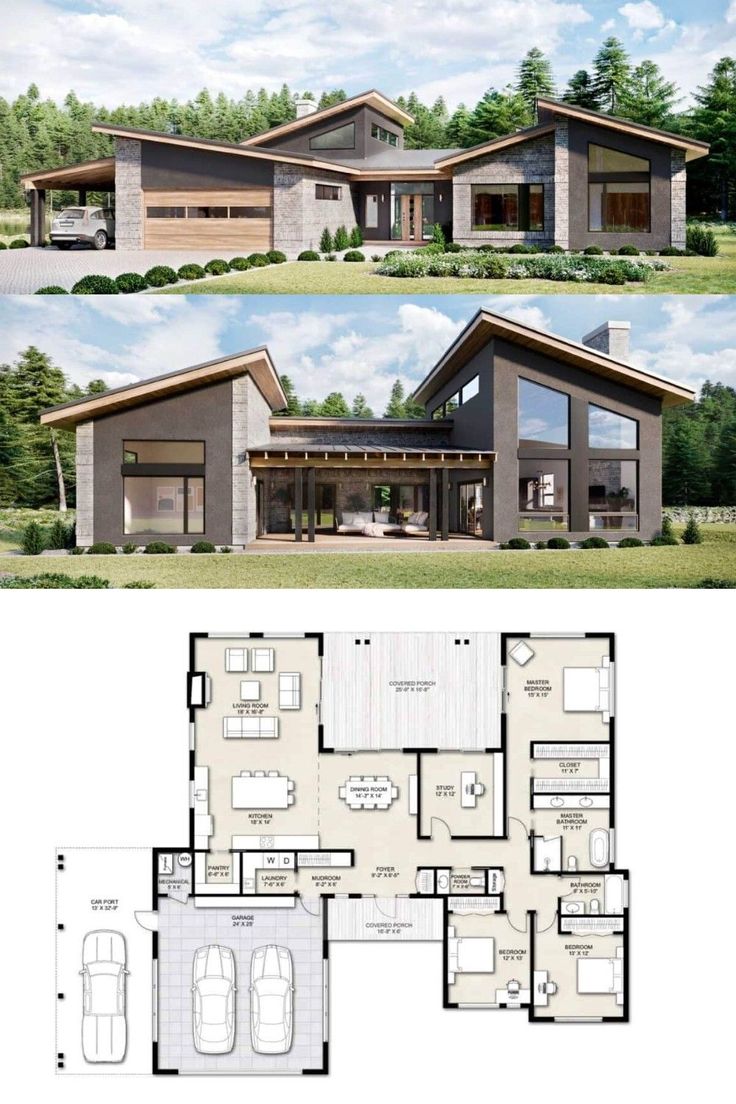 COVERED PORCH
25'-6" X 16'-8"
MASTER
BEDROOM
15' X 15'
LIVING ROOM
18' X 16'-8"
CLOSET
11' X 7'
DINING ROOM
14'-2" X 14'
STUDY
12' X 12'
KITCHEN
18' X 14'
MASTER
BATHROOM
11' X 11'
WH
PANTRY
6'-6" X 6'
W D
LAUNDRY
7'-6" X 6'
MUDROOM
8'-2" X 6'
FOYER
9'-2" X 6'-6"
POWDER
ROOM
Storage
MECHANICAL
5' X 6'
BATHROOM
8' X 5'-10"
CAR PORT
13' X 32'-9"
GARAGE
24' X 25'
COVERED PORCH
16'-3" X 6'
BEDROOM
12' X 13'
BEDROOM
13' X 12'